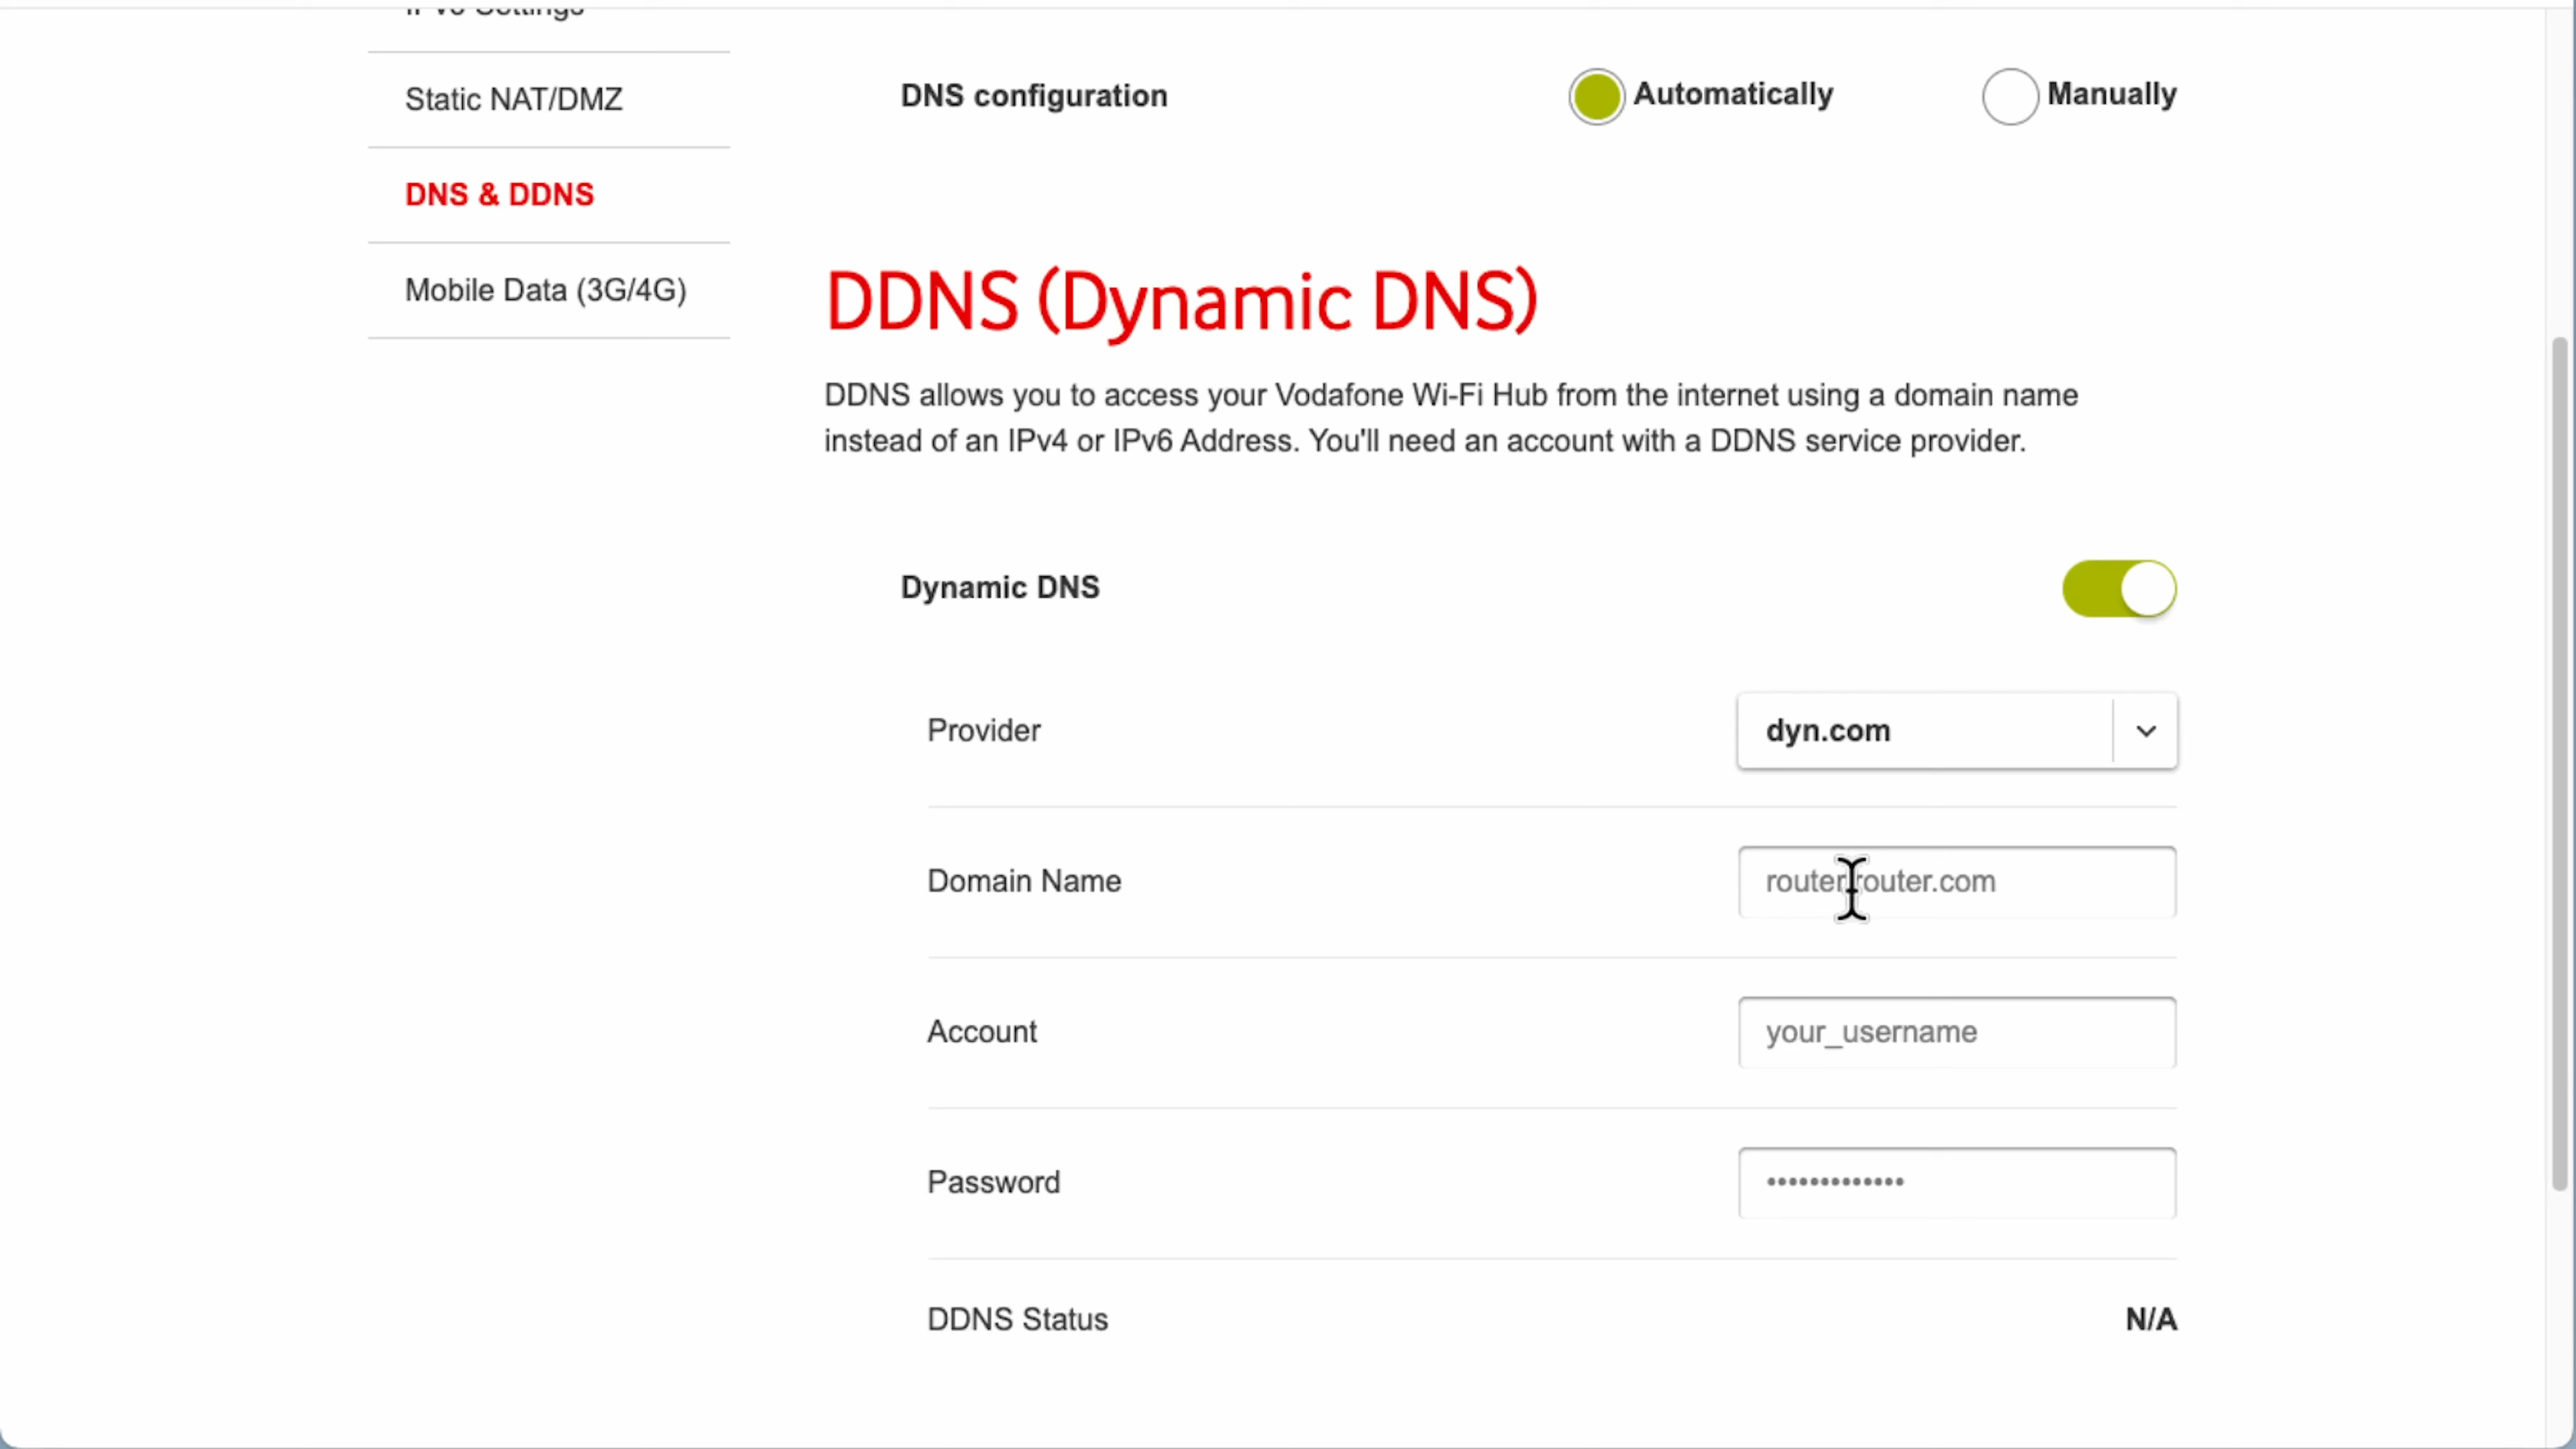 Static NAT/DMZ
DNS & DDNS
Mobile Data (3G/4G)
DNS configuration
Automatically
Manually
DDNS (Dynamic DNS)
DDNS allows you to access your Vodafone Wi-Fi Hub from the internet using a domain name
instead of an IPv4 or IPv6 Address. You'll need an account with a DDNS service provider.
Dynamic DNS
Provider
dyn.com
Domain Name
router.router.com
Account
your_username
Password
•••••••••••••
DDNS Status
N/A